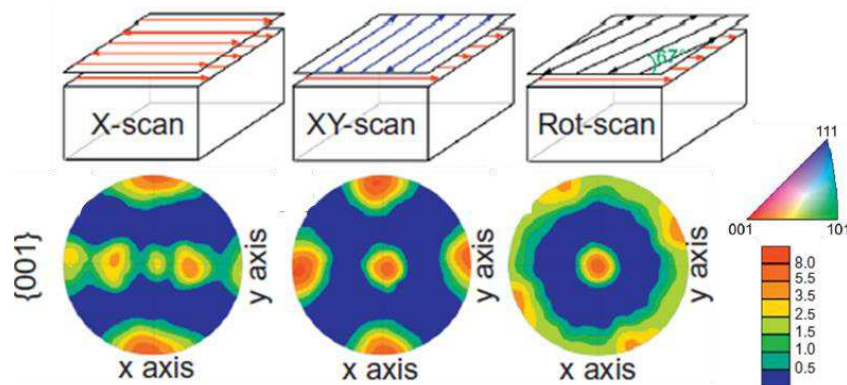 67°
X-scan
XY-scan
Rot-scan
111
001
101
{001}
y axis
y axis
y axis
8.0
5.5
3.5
2.5
1.5
1.0
0.5
x axis
x axis
x axis